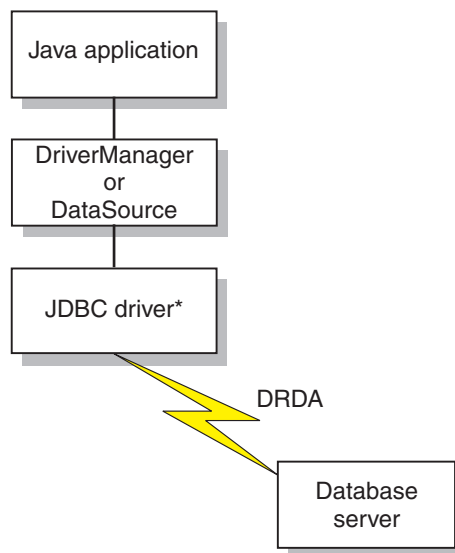 Java application
DriverManager
or
DataSource
JDBC driver*
DRDA
Database
server